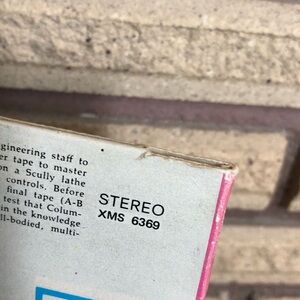 gineering staff to
er tape to master
on a Scully lathe
controls. Before
final tape (A-B
test that Colum-
in the knowledge
ll-bodied, multi-
STEREO
XMS 6369